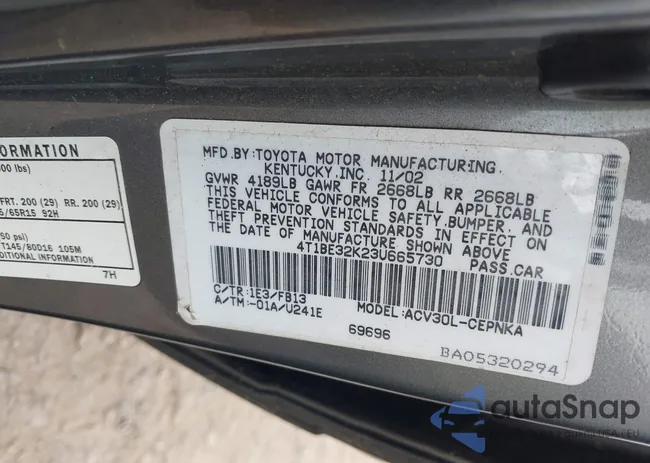 ORMATION
00 lbs)
FRT. 200 (29) RR. 200 (29)
5/65R15 92H
50 psi)
T145/80D16 105M
DITIONAL INFORMATION
7H
MFD.BY:TOYOTA MOTOR MANUFACTURING,
KENTUCKY,INC. 11/02
GVWR 4189LB GAWR FR 2668LB RR 2668LB
THIS VEHICLE CONFORMS TO ALL APPLICABLE
FEDERAL MOTOR VEHICLE SAFETY,BUMPER, AND
THEFT PREVENTION STANDARDS IN EFFECT ON
THE DATE OF MANUFACTURE SHOWN ABOVE
4T1BE32K23U665730 PASS.CAR
C/TR:1E3/FB13
A/TM:-01A/U241E
MODEL:ACV30L-CEPNKA
69696
BA05320294
autoSnap